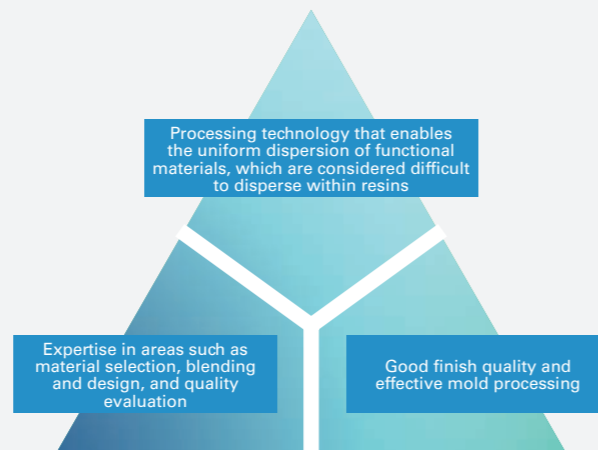 Processing technology that enables
the uniform dispersion of functional
materials, which are considered difficult
to disperse within resins
Expertise in areas such as
material selection, blending
and design, and quality
evaluation
Good finish quality and
effective mold processing